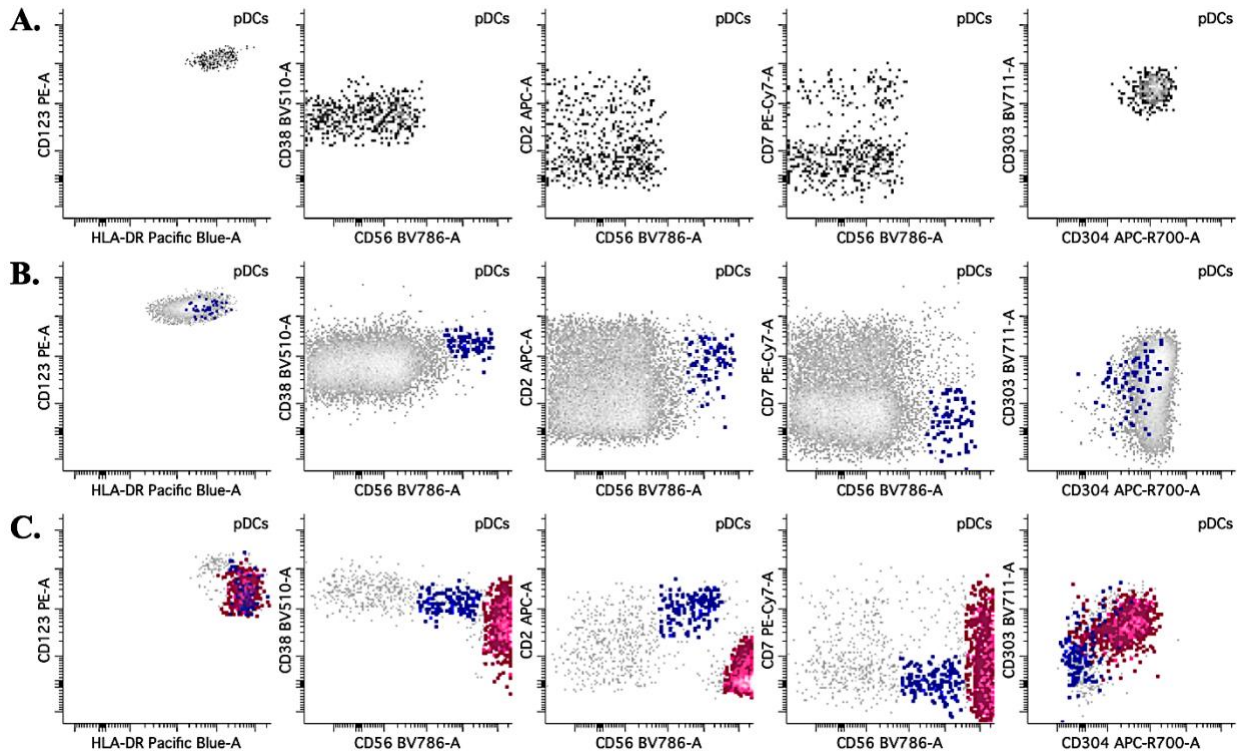 A.
pDCs
CD123 PE-A
HLA-DR Pacific Blue-A
pDCs
CD38 BV510-A
CD56 BV786-A
pDCs
CD2 APC-A
CD56 BV786-A
pDCs
CD7 PE-Cy7-A
CD56 BV786-A
pDCs
CD303 BV711-A
CD304 APC-R700-A
B.
pDCs
CD123 PE-A
HLA-DR Pacific Blue-A
pDCs
CD38 BV510-A
CD56 BV786-A
pDCs
CD2 APC-A
CD56 BV786-A
pDCs
CD7 PE-Cy7-A
CD56 BV786-A
pDCs
CD303 BV711-A
CD304 APC-R700-A
C.
pDCs
CD123 PE-A
HLA-DR Pacific Blue-A
pDCs
CD38 BV510-A
CD56 BV786-A
pDCs
CD2 APC-A
CD56 BV786-A
pDCs
CD7 PE-Cy7-A
CD56 BV786-A
pDCs
CD303 BV711-A
CD304 APC-R700-A